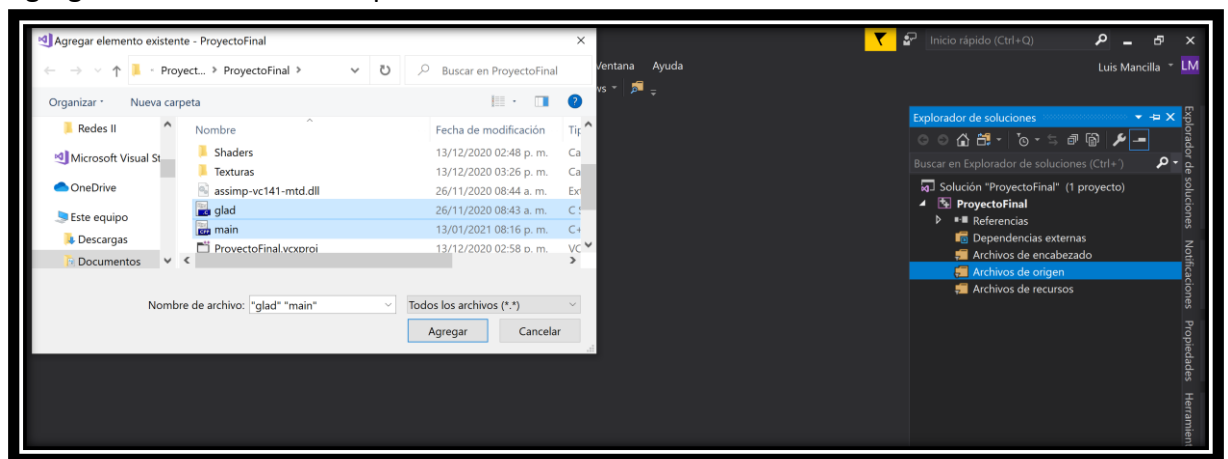 Agregar elemento existente - ProyectoFinal
Proyect... > ProyectoFinal >
Buscar en ProyectoFinal
Organizar
Nueva carpeta
Redes II
Microsoft Visual St
OneDrive
Este equipo
Descargas
Documentos
Nombre
Fecha de modificación
Tip
Shaders
13/12/2020 02:48 p. m.
Ca
Texturas
13/12/2020 03:26 p. m.
Ca
assimp-vc141-mtd.dll
26/11/2020 08:44 a. m.
Ext
glad
26/11/2020 08:43 a. m.
C S
main
13/01/2021 08:16 p. m.
C+
ProyectoFinal.vcxproj
13/12/2020 02:58 p. m.
VC
Nombre de archivo: "glad" "main"
Todos los archivos (*.*)
Agregar
Cancelar
Ventana
Ayuda
Inicio rápido (Ctrl+Q)
Luis Mancilla
LM
Explorador de soluciones
Buscar en Explorador de soluciones (Ctrl+´)
Solución "ProyectoFinal" (1 proyecto)
ProyectoFinal
Referencias
Dependencias externas
Archivos de encabezado
Archivos de origen
Archivos de recursos
Explorador de soluciones
Notificaciones
Propiedades